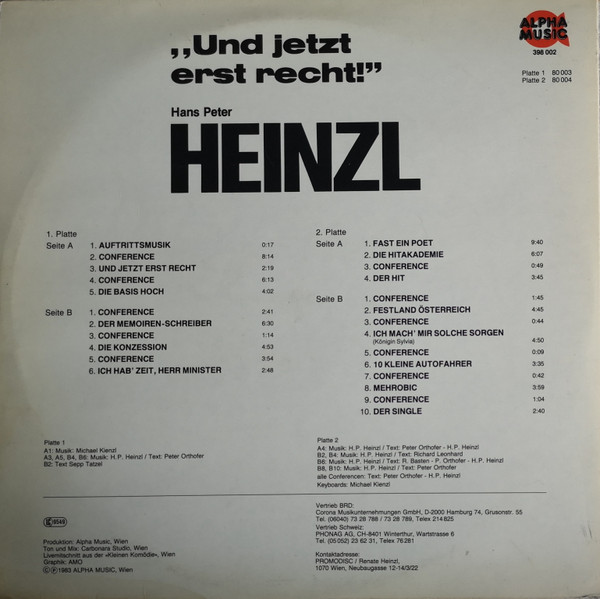 „Und jetzt
erst recht!”
ALPHA
MUSIC
398 002
Platte 1 80 003
Platte 2 80 004
Hans Peter
HEINZL
1. Platte
Seite A 1. AUFTRITTSMUSIK 0:17
2. CONFERENCE 8:14
3. UND JETZT ERST RECHT 2:19
4. CONFERENCE 6:13
5. DIE BASIS HOCH 4:02
Seite B 1. CONFERENCE 2:41
2. DER MEMOIREN-SCHREIBER 6:30
3. CONFERENCE 1:14
4. DIE KONZESSION 4:53
5. CONFERENCE 3:54
6. ICH HAB' ZEIT, HERR MINISTER 2:48
2. Platte
Seite A 1. FAST EIN POET 9:40
2. DIE HITAKADEMIE 6:07
3. CONFERENCE 0:49
4. DER HIT 3:45
Seite B 1. CONFERENCE 1:45
2. FESTLAND ÖSTERREICH 4:45
3. CONFERENCE 0:44
4. ICH MACH' MIR SOLCHE SORGEN
(Königin Sylvia) 4:50
5. CONFERENCE 0:09
6. 10 KLEINE AUTOFAHRER 3:35
7. CONFERENCE 0:42
8. MEHROBIC 3:59
9. CONFERENCE 1:04
10. DER SINGLE 2:40
Platte 1
A1: Musik: Michael Kienzl
A3, A5, B4, B6: Musik: H.P. Heinzl / Text: Peter Orthofer
B2: Text Sepp Tatzel
Platte 2
A4: Musik: H.P. Heinzl / Text: Peter Orthofer - H.P. Heinzl
B2, B4: Musik: H.P. Heinzl / Text: Richard Leonhard
B6: Musik: H.P. Heinzl / Text: R. Basten - P. Orthofer - H.P. Heinzl
B8, B10: Musik: H.P. Heinzl / Text: Peter Orthofer
alle Conferencen: Text: Peter Orthofer - H.P. Heinzl
Keyboards: Michael Kienzl
Produktion: Alpha Music, Wien
Ton und Mix: Carbonara Studio, Wien
Livemitschnitt aus der «Kleinen Komödie», Wien
Graphik: AMO
© ℗ 1983 ALPHA MUSIC, Wien
Vertrieb BRD:
Corona Musikunternehmungen GmbH, D-2000 Hamburg 74, Grusonstr. 55
Tel. (06040) 73 28 788 / 73 28 789, Telex 214 825
Vertrieb Schweiz:
PHONAG AG, CH-8401 Winterthur, Wartstrasse 6
Tel. (05 052) 23 62 31, Telex 76 281
Kontaktadresse:
PROMODISC / Renate Heinzl,
1070 Wien, Neubaugasse 12-14/3/22